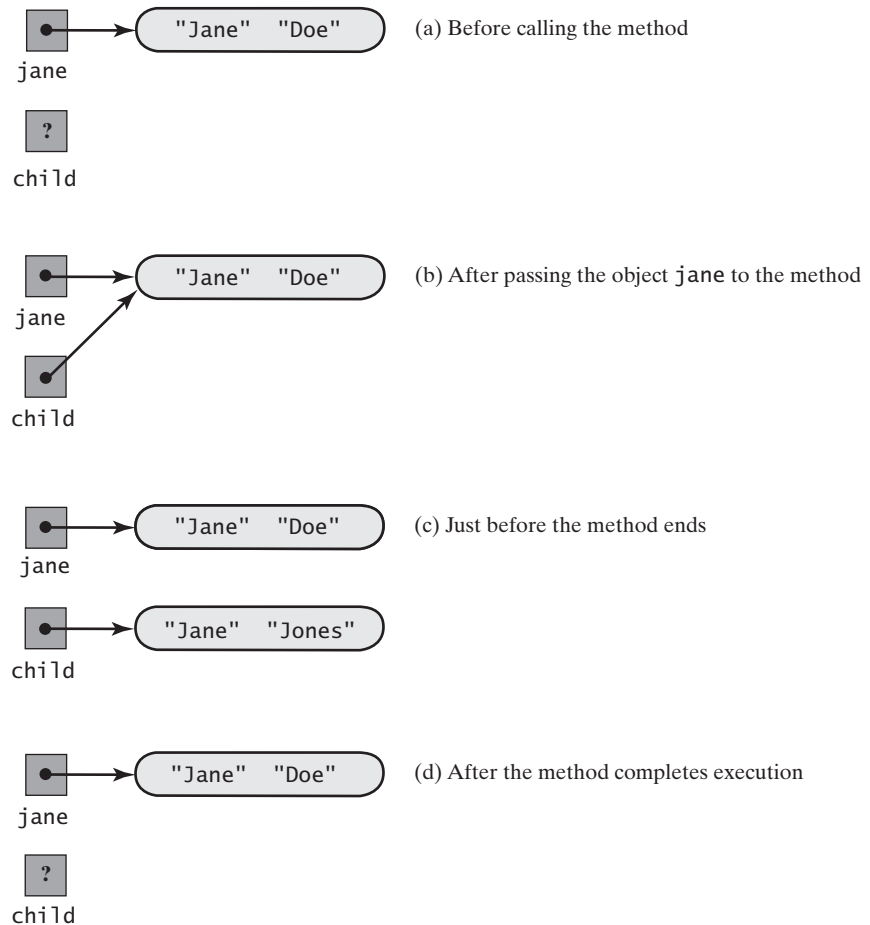 "Jane" "Doe" (a) Before calling the method
jane
?
child
"Jane" "Doe" (b) After passing the object jane to the method
jane
child
"Jane" "Doe" (c) Just before the method ends
jane
"Jane" "Jones"
child
"Jane" "Doe" (d) After the method completes execution
jane
?
child